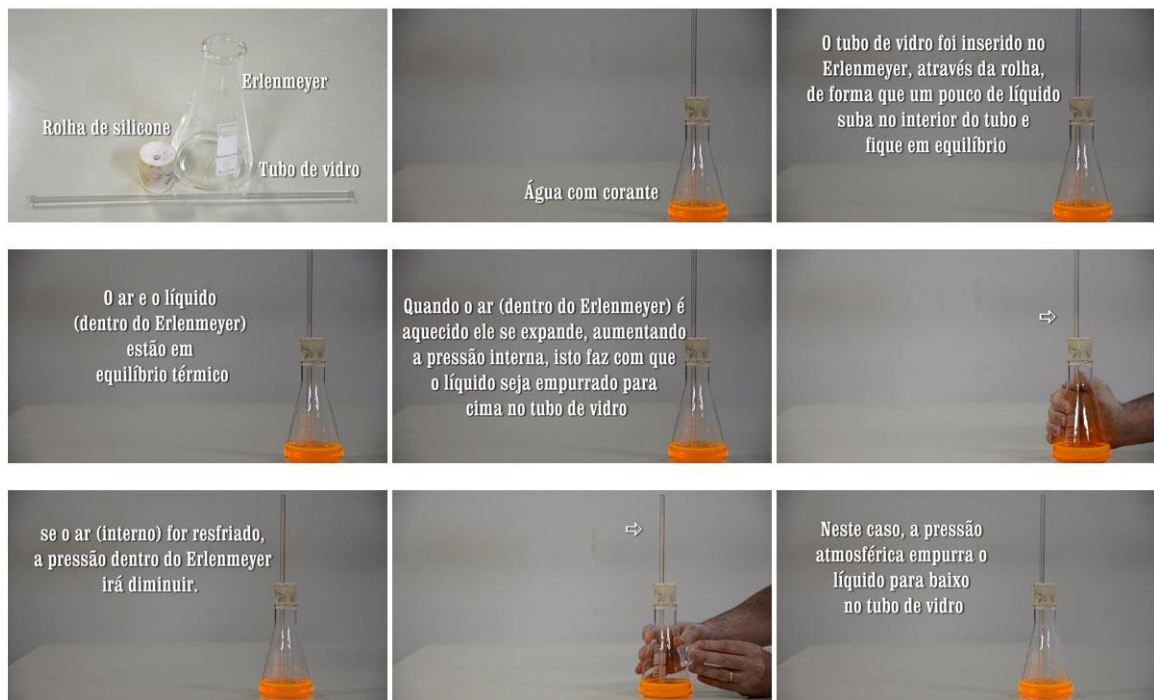 Erlenmeyer
Rolha de silicone
Tubo de vidro
Água com corante
O tubo de vidro foi inserido no
Erlenmeyer, através da rolha,
de forma que um pouco de líquido
suba no interior do tubo e
fique em equilíbrio
O ar e o líquido
(dentro do Erlenmeyer)
estão em
equilíbrio térmico
Quando o ar (dentro do Erlenmeyer) é
aquecido ele se expande, aumentando
a pressão interna, isto faz com que
o líquido seja empurrado para
cima no tubo de vidro
se o ar (interno) for resfriado,
a pressão dentro do Erlenmeyer
irá diminuir.
Neste caso, a pressão
atmosférica empurra o
líquido para baixo
no tubo de vidro